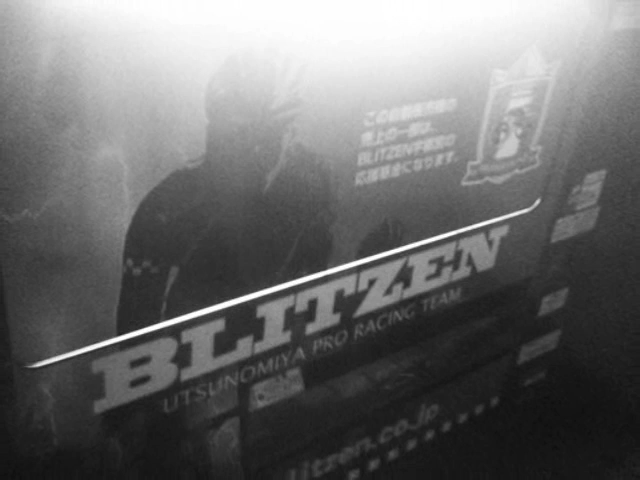 この自動販売機の
売上の一部は、
BLITZEN宇都宮の
応援基金になります。
BLITZEN
UTSUNOMIYA PRO RACING TEAM
litzen.co.jp